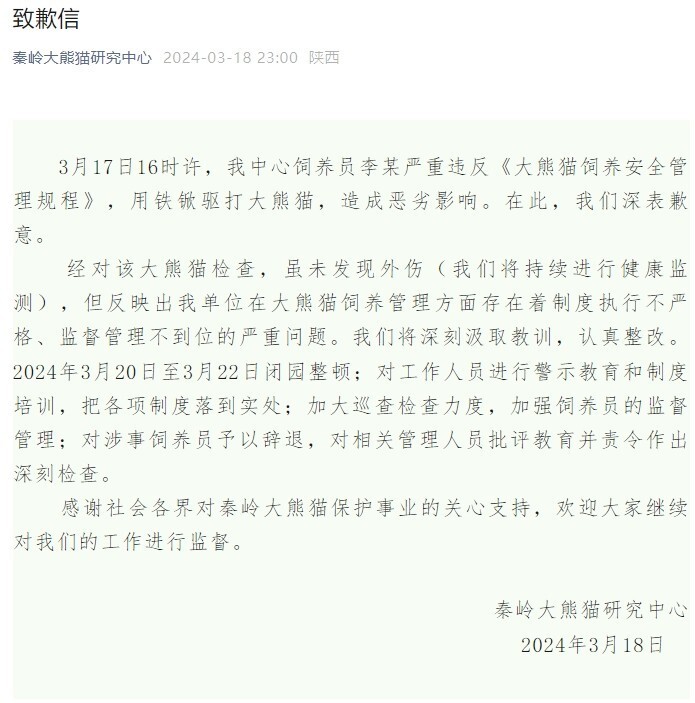 致歉信
秦岭大熊猫研究中心 2024-03-18 23:00 陕西
3月17日16时许，我中心饲养员李某严重违反《大熊猫饲养安全管
理规程》，用铁锨驱打大熊猫，造成恶劣影响。在此，我们深表歉
意。
经对该大熊猫检查，虽未发现外伤（我们将持续进行健康监
测），但反映出我单位在大熊猫饲养管理方面存在着制度执行不严
格、监督管理不到位的严重问题。我们将深刻汲取教训，认真整改。
2024年3月20日至3月22日闭园整顿；对工作人员进行警示教育和制度
培训，把各项制度落到实处；加大巡查检查力度，加强饲养员的监督
管理；对涉事饲养员予以辞退，对相关管理人员批评教育并责令作出
深刻检查。
感谢社会各界对秦岭大熊猫保护事业的关心支持，欢迎大家继续
对我们的工作进行监督。
秦岭大熊猫研究中心
2024年3月18日